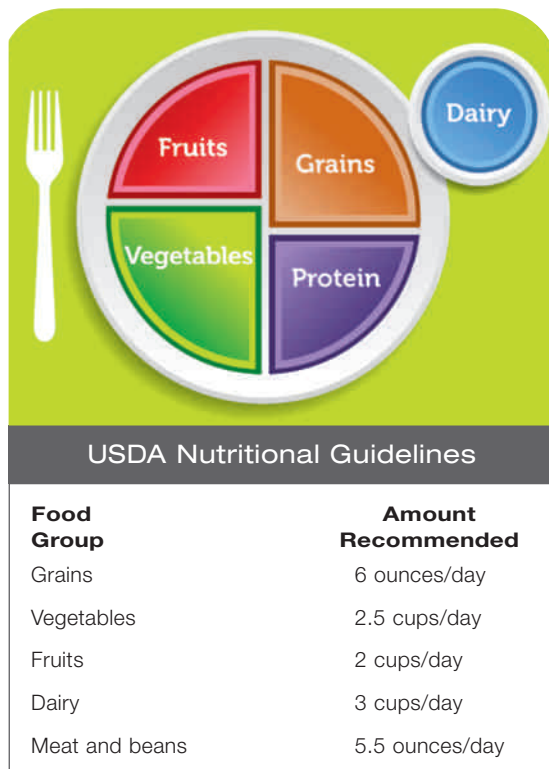 Dairy
Fruits
Grains
Vegetables
Protein
USDA Nutritional Guidelines
Food Group
Amount Recommended
Grains 6 ounces/day
Vegetables 2.5 cups/day
Fruits 2 cups/day
Dairy 3 cups/day
Meat and beans 5.5 ounces/day